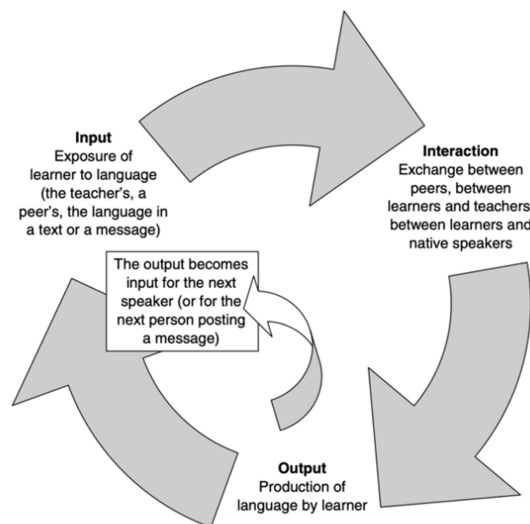 Input
Exposure of
learner to language
(the teacher's, a
peer's, the language in
a text or a message)
Interaction
Exchange between
peers, between
learners and teachers,
between learners and
native speakers
The output becomes
input for the next
speaker (or for the
next person posting
a message)
Output
Production of
language by learner